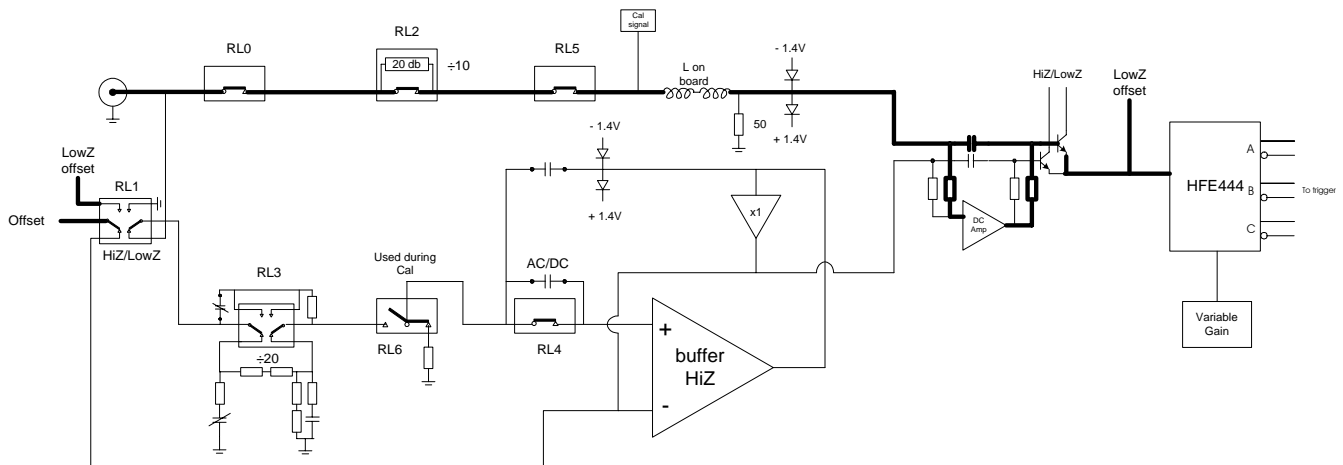 Cal
signal
RL0
RL2
20 db
÷10
RL5
L on
board
- 1.4V
50
+ 1.4V
HiZ/LowZ
LowZ
offset
A
HFE444
B
C
To trigger
DC
Amp
Variable
Gain
LowZ
offset
RL1
Offset
HiZ/LowZ
- 1.4V
+ 1.4V
x1
RL3
÷20
Used during
Cal
RL6
AC/DC
RL4
+
buffer
HiZ
-